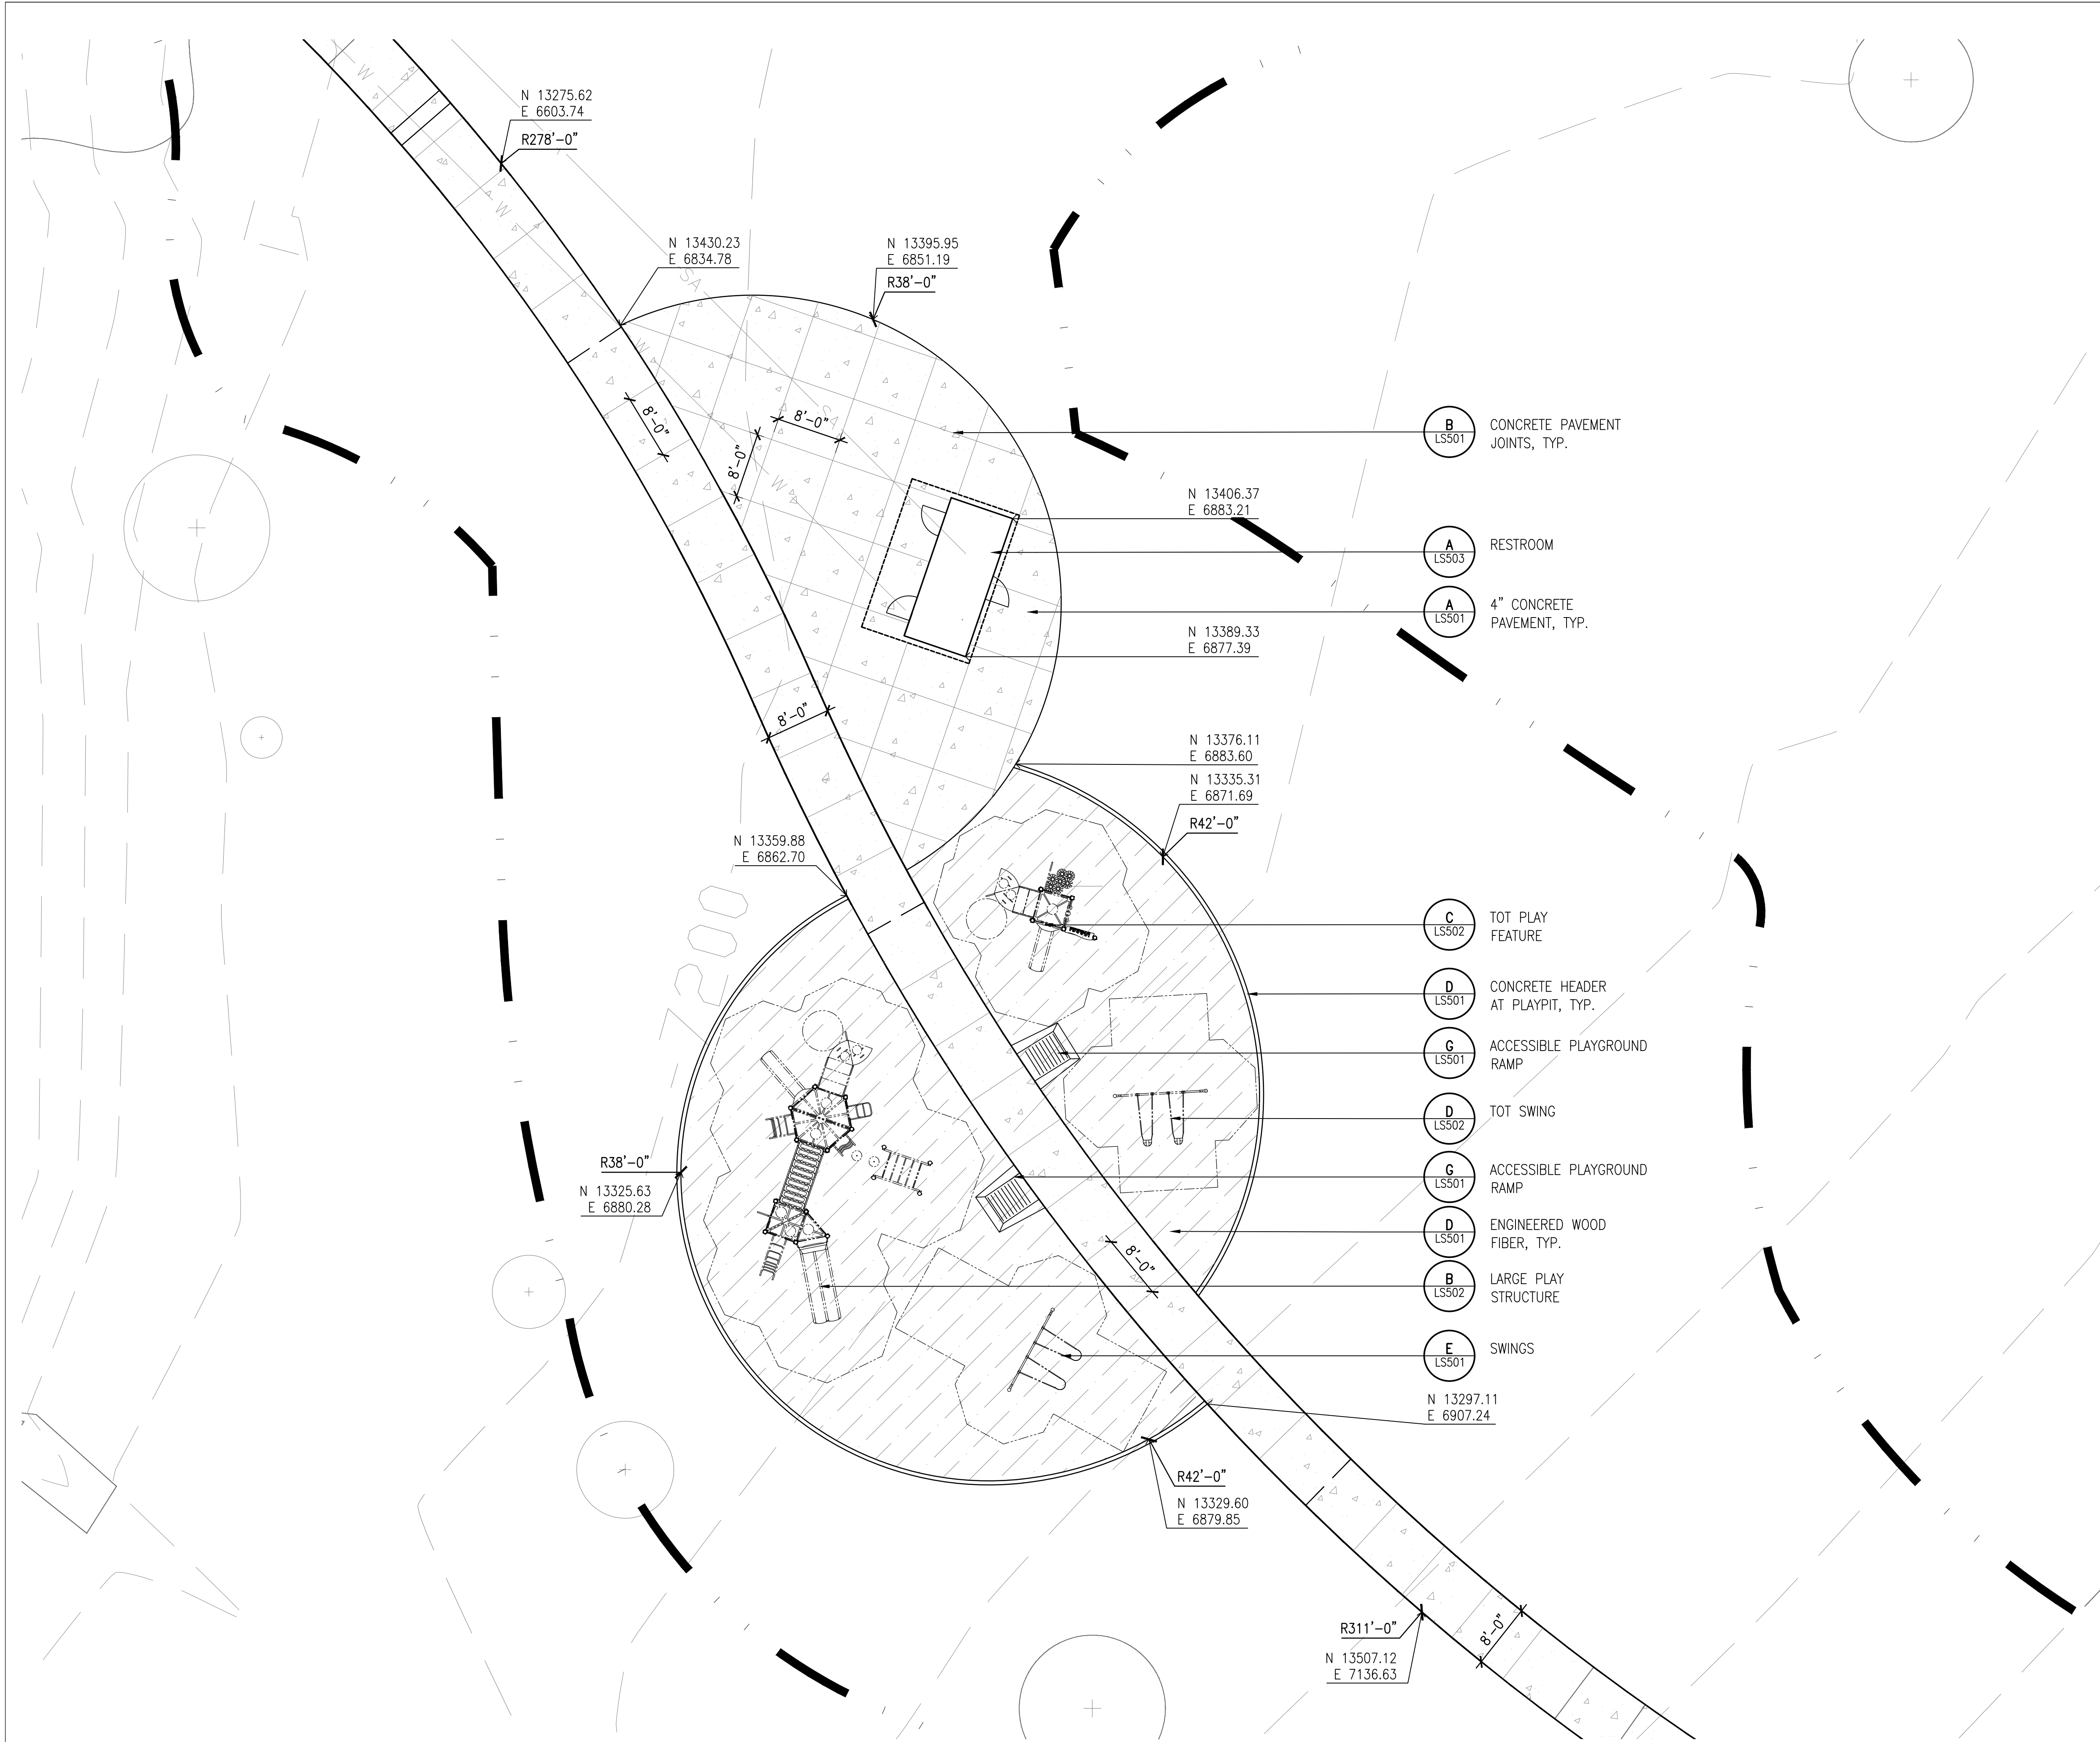 N 13275.62
E 6603.74
R278'-0"
N 13430.23
E 6834.78
N 13395.95
E 6851.19
R38'-0"
W
W
SA
W
SA
W
8'-0"
8'-0"
8'-0"
B
LS501
CONCRETE PAVEMENT
JOINTS, TYP.
N 13406.37
E 6883.21
A
LS503
RESTROOM
A
LS501
4" CONCRETE
PAVEMENT, TYP.
N 13389.33
E 6877.39
8'-0"
N 13376.11
E 6883.60
N 13335.31
E 6871.69
R42'-0"
N 13359.88
E 6862.70
C
LS502
TOT PLAY
FEATURE
D
LS501
CONCRETE HEADER
AT PLAYPIT, TYP.
G
LS501
ACCESSIBLE PLAYGROUND
RAMP
D
LS502
TOT SWING
R38'-0"
N 13325.63
E 6880.28
G
LS501
ACCESSIBLE PLAYGROUND
RAMP
D
LS501
ENGINEERED WOOD
FIBER, TYP.
8'-0"
B
LS502
LARGE PLAY
STRUCTURE
E
LS501
SWINGS
N 13297.11
E 6907.24
R42'-0"
N 13329.60
E 6879.85
R311'-0"
N 13507.12
E 7136.63
8'-0"